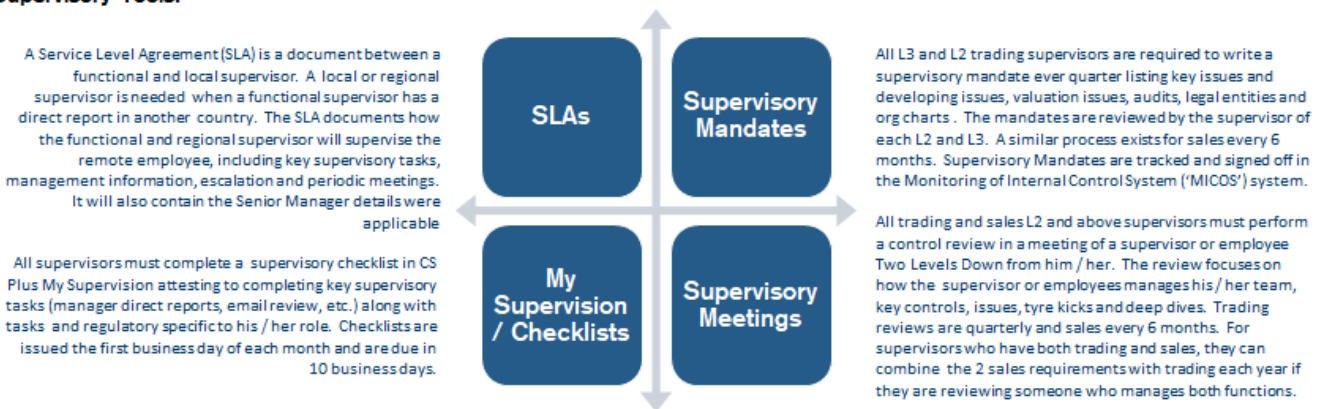 Supervisory Tools:
A Service Level Agreement (SLA) is a document between a
functional and local supervisor. A local or regional
supervisor is needed when a functional supervisor has a
direct report in another country. The SLA documents how
the functional and regional supervisor will supervise the
remote employee, including key supervisory tasks,
management information, escalation and periodic meetings.
It will also contain the Senior Manager details were
applicable
SLAs
Supervisory
Mandates
All L3 and L2 trading supervisors are required to write a
supervisory mandate ever quarter listing key issues and
developing issues, valuation issues, audits, legal entities and
org charts . The mandates are reviewed by the supervisor of
each L2 and L3. A similar process exists for sales every 6
months. Supervisory Mandates are tracked and signed off in
the Monitoring of Internal Control System ('MICOS') system.
All supervisors must complete a supervisory checklist in CS
Plus My Supervision attesting to completing key supervisory
tasks (manager direct reports, email review, etc.) along with
tasks and regulatory specific to his / her role. Checklists are
issued the first business day of each month and are due in
10 business days.
My
Supervision
/ Checklists
Supervisory
Meetings
All trading and sales L2 and above supervisors must perform
a control review in a meeting of a supervisor or employee
Two Levels Down from him / her. The review focuses on
how the supervisor or employees manages his / her team,
key controls, issues, tyre kicks and deep dives. Trading
reviews are quarterly and sales every 6 months. For
supervisors who have both trading and sales, they can
combine the 2 sales requirements with trading each year if
they are reviewing someone who manages both functions.